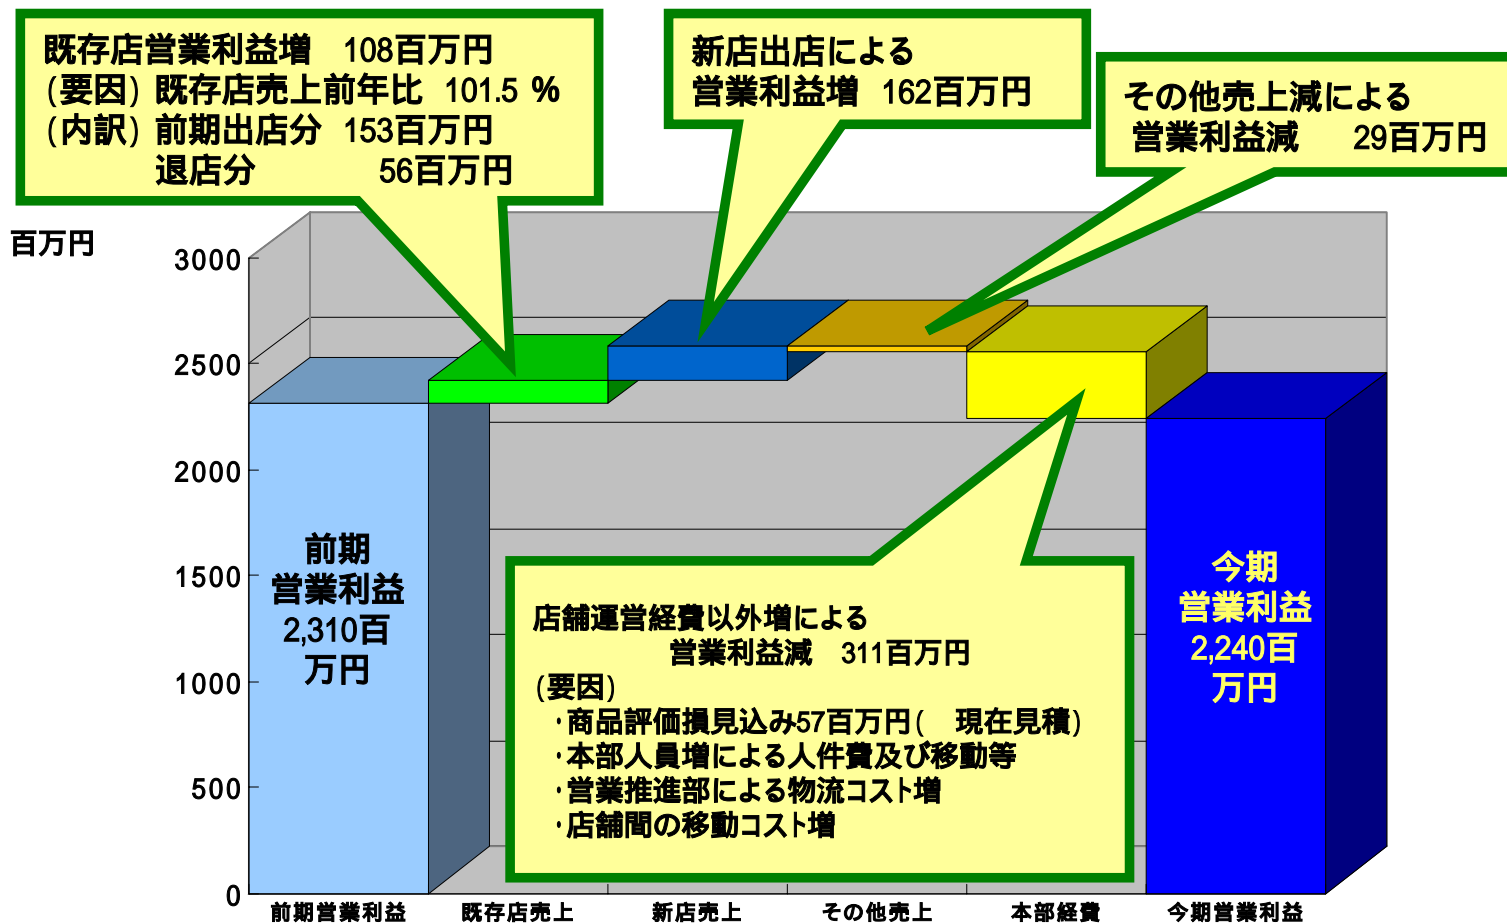 既存店営業利益増 108百万円
(要因) 既存店売上前年比 101.5 %
(内訳) 前期出店分 153百万円
退店分 56百万円
新店出店による
営業利益増 162百万円
その他売上減による
営業利益減 29百万円
百万円
3000
2500
2000
1500
1000
500
0
前期
営業利益
2,310百
万円
店舗運営経費以外増による
営業利益減 311百万円
(要因)
・商品評価損見込み57百万円( 現在見積)
・本部人員増による人件費及び移動等
・営業推進部による物流コスト増
・店舗間の移動コスト増
今期
営業利益
2,240百
万円
前期営業利益
既存店売上
新店売上
その他売上
本部経費
今期営業利益